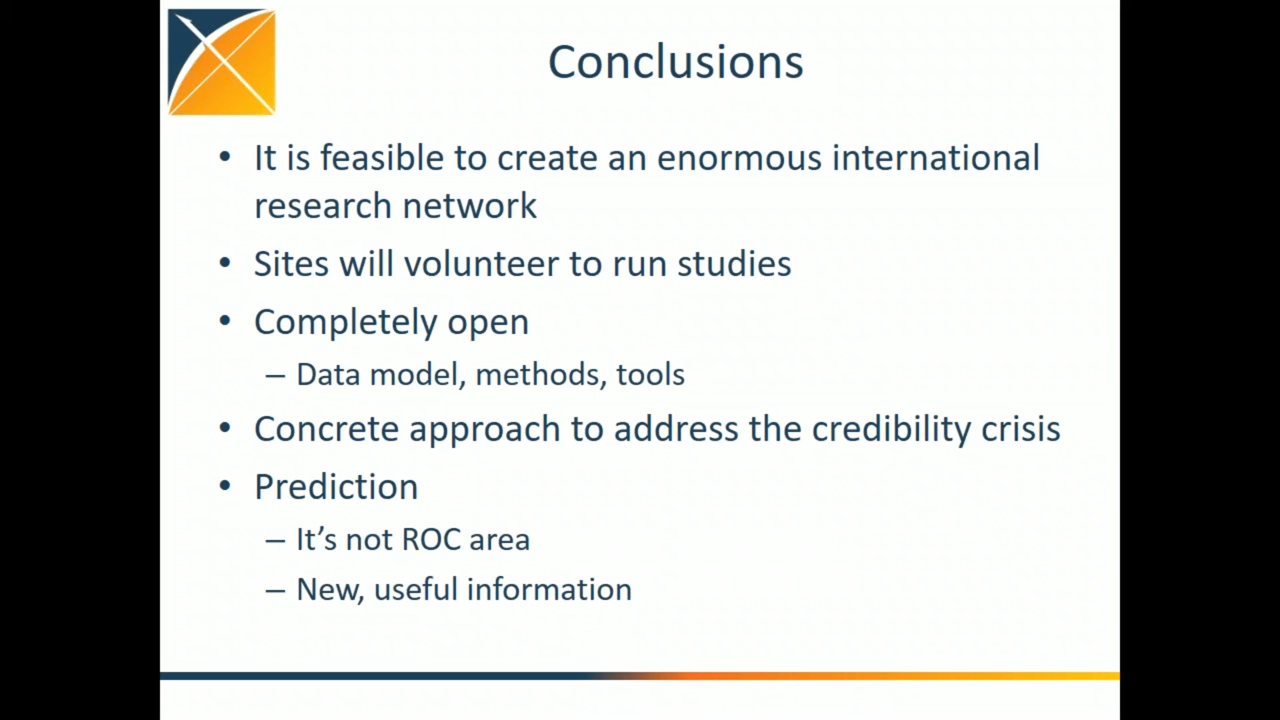 Conclusions
• It is feasible to create an enormous international
research network
• Sites will volunteer to run studies
• Completely open
– Data model, methods, tools
• Concrete approach to address the credibility crisis
• Prediction
– It’s not ROC area
– New, useful information